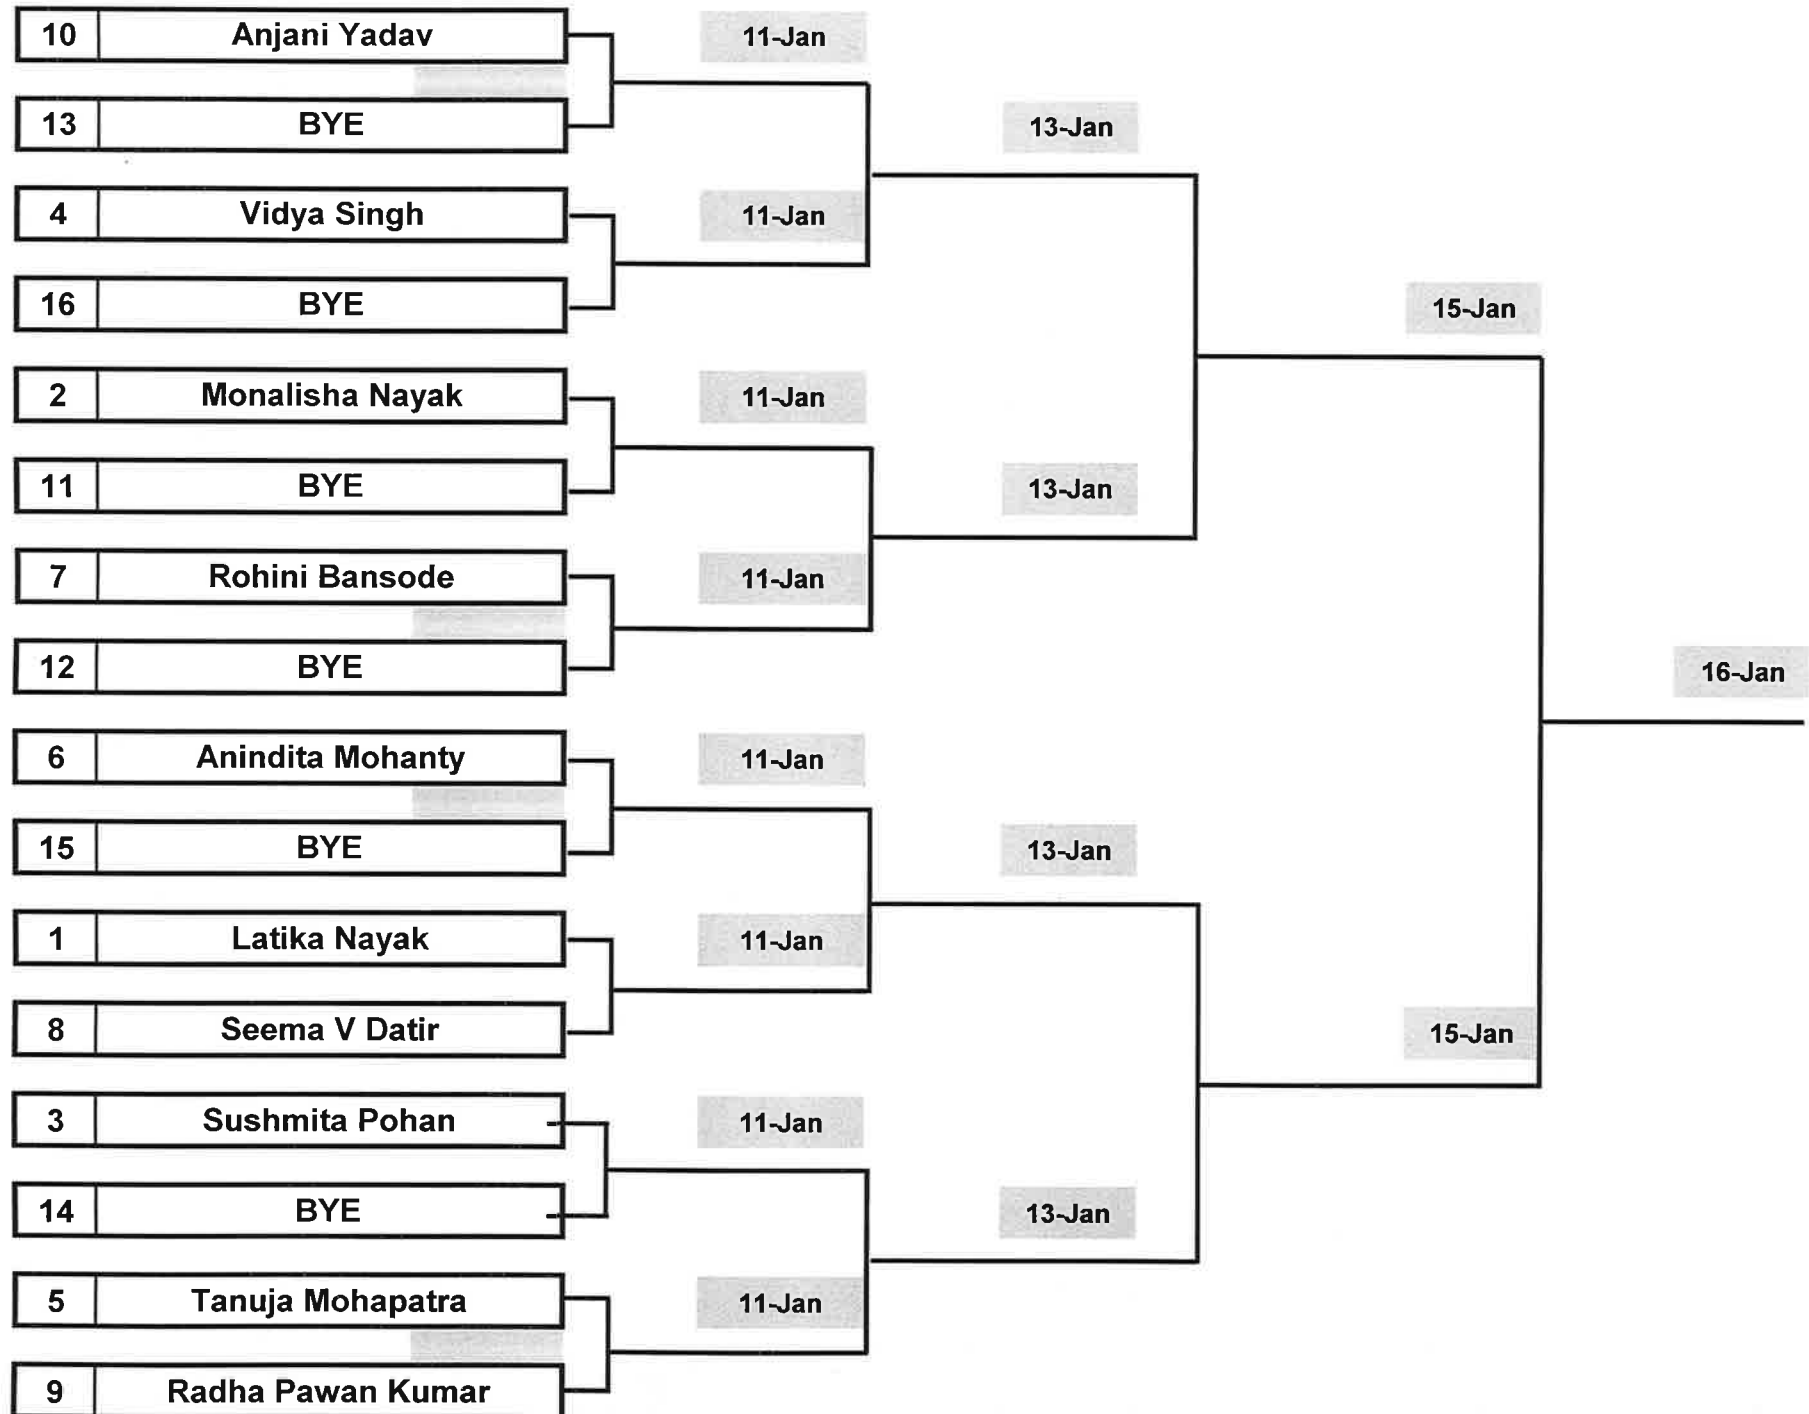 10 Anjani Yadav 11-Jan
13 BYE 13-Jan
4 Vidya Singh 11-Jan
16 BYE 15-Jan
2 Monalisha Nayak 11-Jan
11 BYE 13-Jan
7 Rohini Bansode 11-Jan
12 BYE 16-Jan
6 Anindita Mohanty 11-Jan
15 BYE 13-Jan
1 Latika Nayak 11-Jan
8 Seema V Datir 15-Jan
3 Sushmita Pohan 11-Jan
14 BYE 13-Jan
5 Tanuja Mohapatra 11-Jan
9 Radha Pawan Kumar